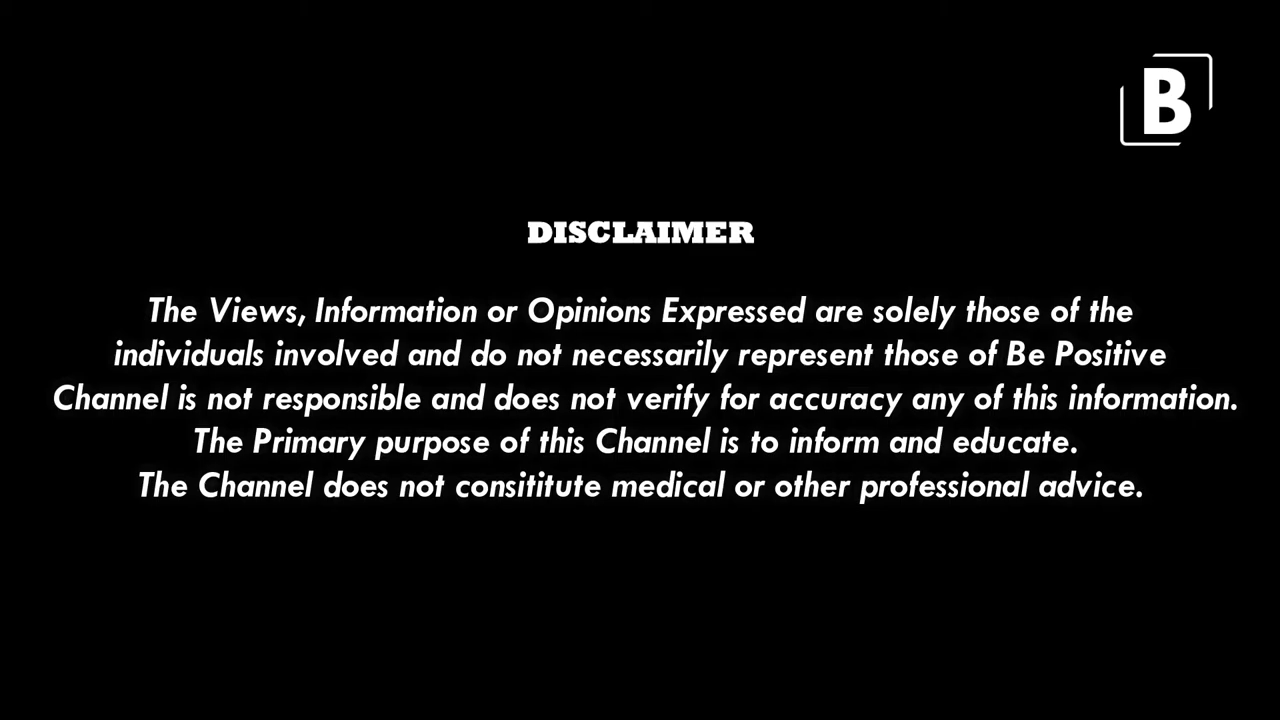 B
DISCLAIMER
The Views, Information or Opinions Expressed are solely those of the
individuals involved and do not necessarily represent those of Be Positive
Channel is not responsible and does not verify for accuracy any of this information.
The Primary purpose of this Channel is to inform and educate.
The Channel does not consititute medical or other professional advice.